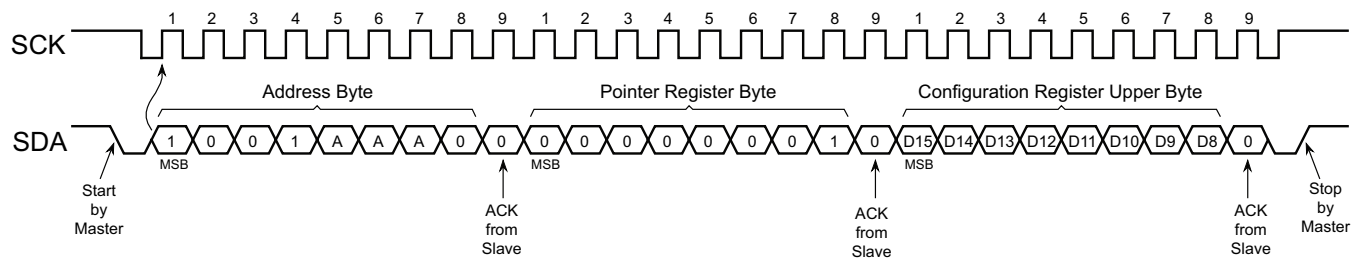 1 2 3 4 5 6 7 8 9 1 2 3 4 5 6 7 8 9 1 2 3 4 5 6 7 8 9
SCK
Address Byte Pointer Register Byte Configuration Register Upper Byte
SDA 1 0 0 1 A A A 0 0 0 0 0 0 0 0 0 1 0 D15 D14 D13 D12 D11 D10 D9 D8 0
MSB MSB MSB
Start
by
Master
ACK
from
Slave
ACK
from
Slave
ACK
from
Slave
Stop
by
Master